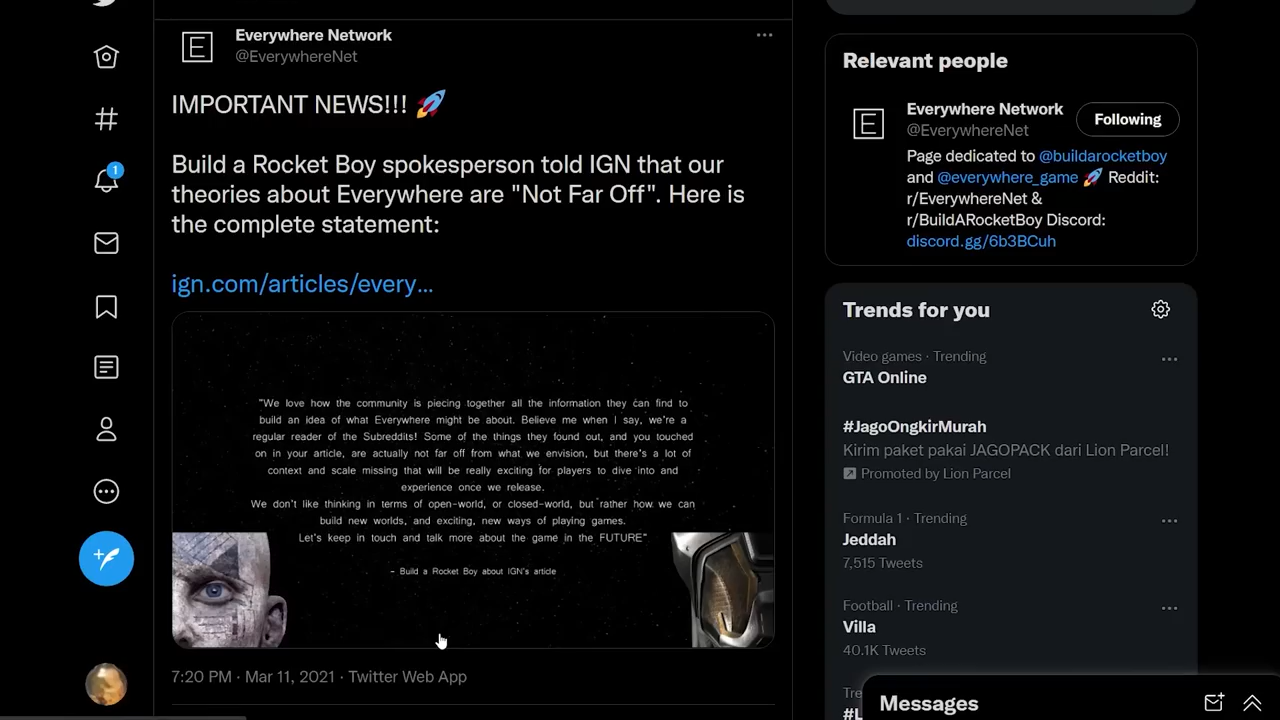 Everywhere Network
@EverywhereNet
IMPORTANT NEWS!!! 🚀
Build a Rocket Boy spokesperson told IGN that our
theories about Everywhere are "Not Far Off". Here is
the complete statement:
ign.com/articles/every...
"We love how the community is piecing together all the information they can find to
build an idea of what Everywhere might be about. Believe me when I say, we're a
regular reader of the Subreddits! Some of the things they found out, and you touched
on in your article, are actually not far off from what we envision, but there's a lot of
context and scale missing that will be really exciting for players to dive into and
experience once we release.
We don't like thinking in terms of open-world, or closed-world, but rather how we can
build new worlds, and exciting, new ways of playing games.
Let's keep in touch and talk more about the game in the FUTURE"
- Build a Rocket Boy about IGN's article
7:20 PM · Mar 11, 2021 · Twitter Web App
1
Relevant people
Everywhere Network
@EverywhereNet
Following
Page dedicated to @buildarocketboy
and @everywhere_game 🚀 Reddit:
r/EverywhereNet &
r/BuildARocketBoy Discord:
discord.gg/6b3BCuh
Trends for you
Video games · Trending
GTA Online
#JagoOngkirMurah
Kirim paket pakai JAGOPACK dari Lion Parcel!
Promoted by Lion Parcel
Formula 1 · Trending
Jeddah
7,515 Tweets
Football · Trending
Villa
40.1K Tweets
Messages